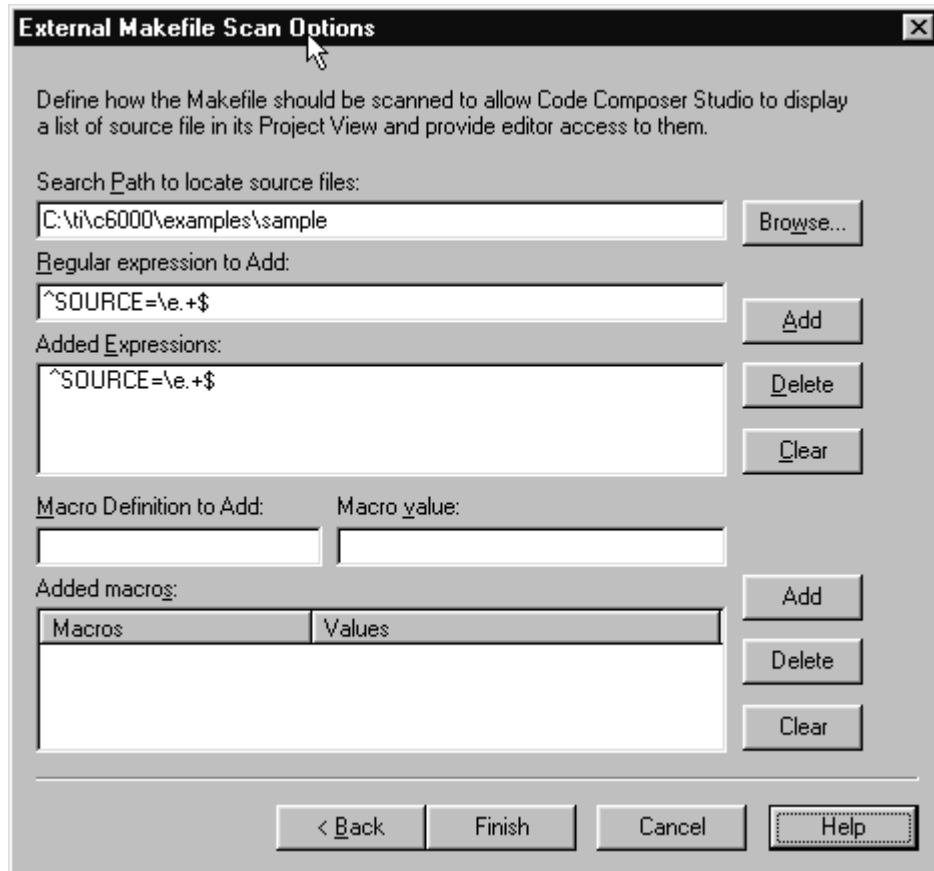 External Makefile Scan Options
Define how the Makefile should be scanned to allow Code Composer Studio to display
a list of source file in its Project View and provide editor access to them.
Search Path to locate source files:
C:\ti\c6000\examples\sample
Browse...
Regular expression to Add:
^SOURCE=\e.+$
Add
Added Expressions:
^SOURCE=\e.+$
Delete
Clear
Macro Definition to Add: Macro value:
Added macros:
Add
Macros Values
Delete
Clear
< Back Finish Cancel Help